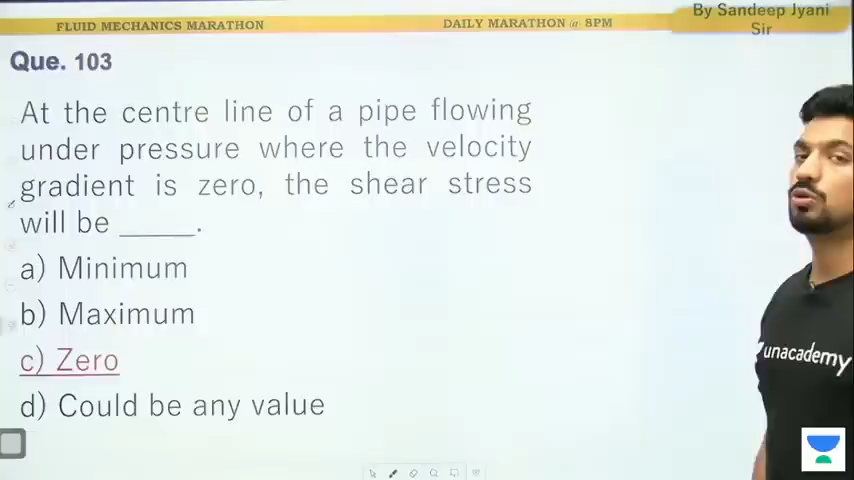 FLUID MECHANICS MARATHON
DAILY MARATHON @ 8PM
By Sandeep Jyani
Sir
Que. 103
At the centre line of a pipe flowing
under pressure where the velocity
gradient is zero, the shear stress
will be _____.
a) Minimum
b) Maximum
c) Zero
d) Could be any value
unacademy